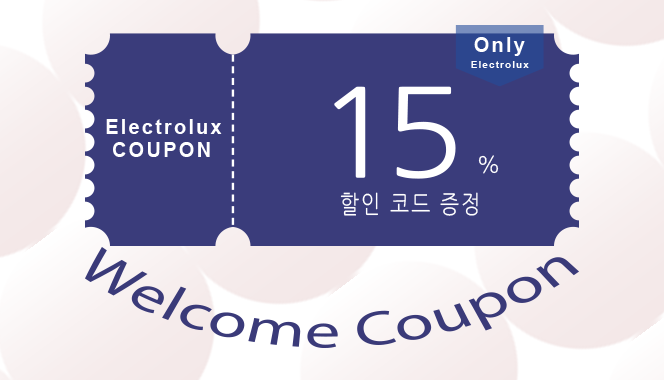 Only
Electrolux
Electrolux
COUPON
15
%
할인 코드 증정
Welcome Coupon